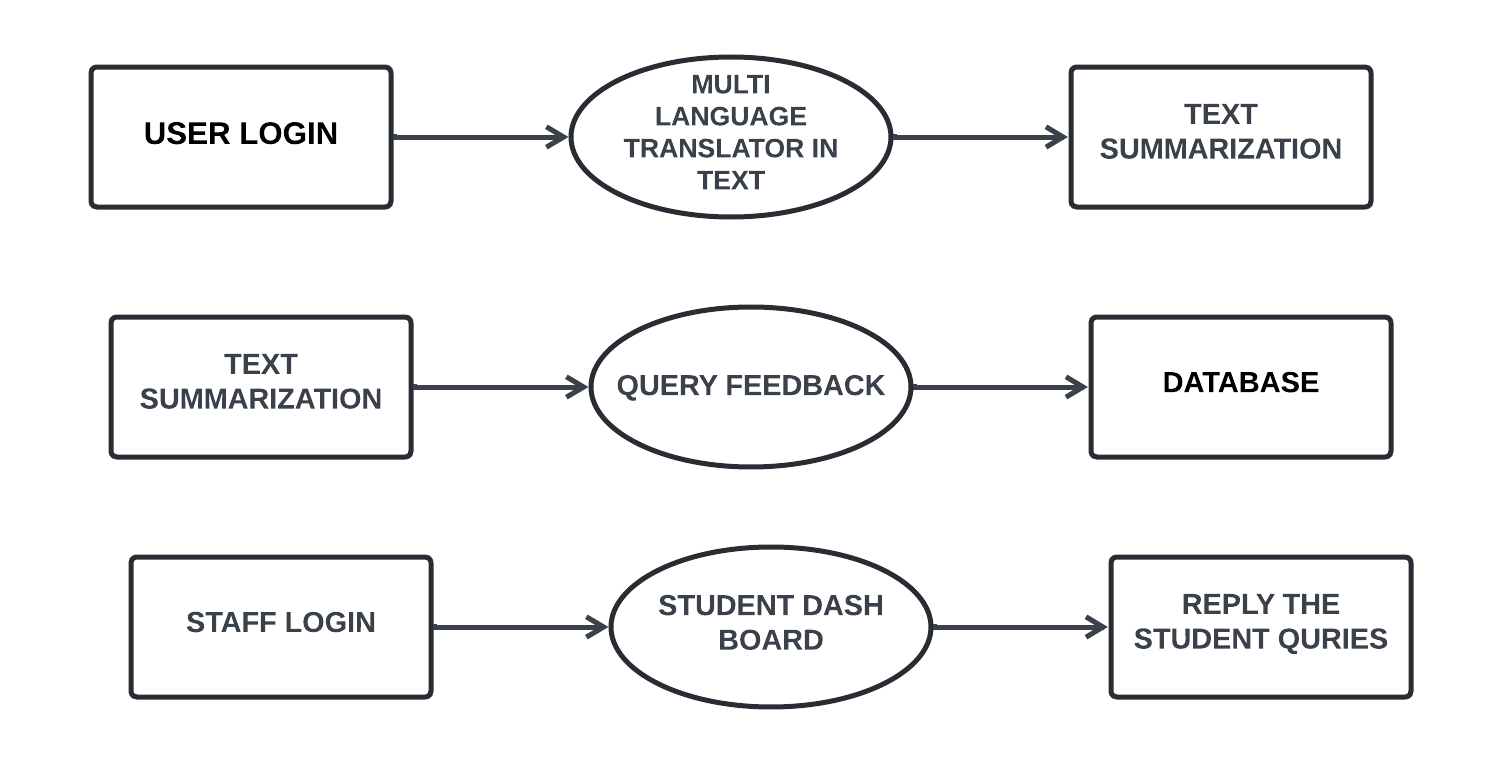 USER LOGIN
MULTI
LANGUAGE
TRANSLATOR IN
TEXT
TEXT
SUMMARIZATION
TEXT
SUMMARIZATION
QUERY FEEDBACK
DATABASE
STAFF LOGIN
STUDENT DASH
BOARD
REPLY THE
STUDENT QURIES